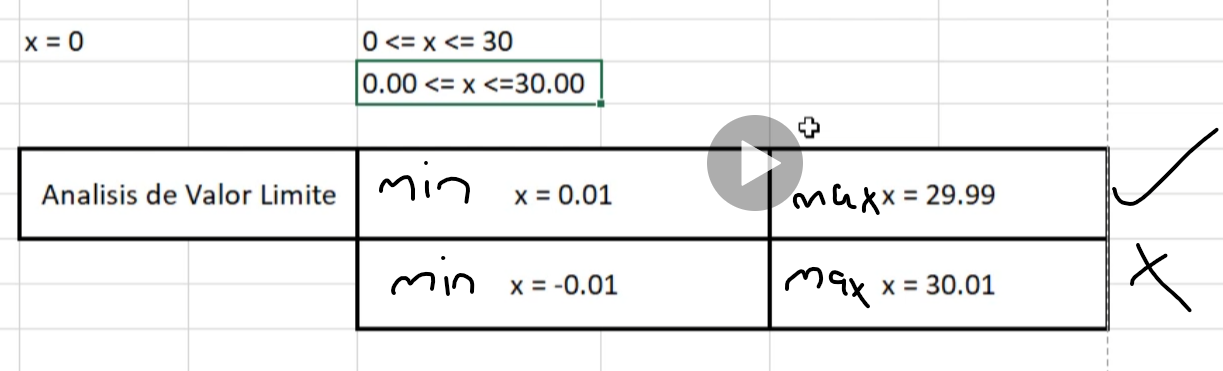 x = 0 0 <= x <= 30
0.00 <= x <=30.00
Analisis de Valor Limite min x = 0.01 max x = 29.99
min x = -0.01 max x = 30.01